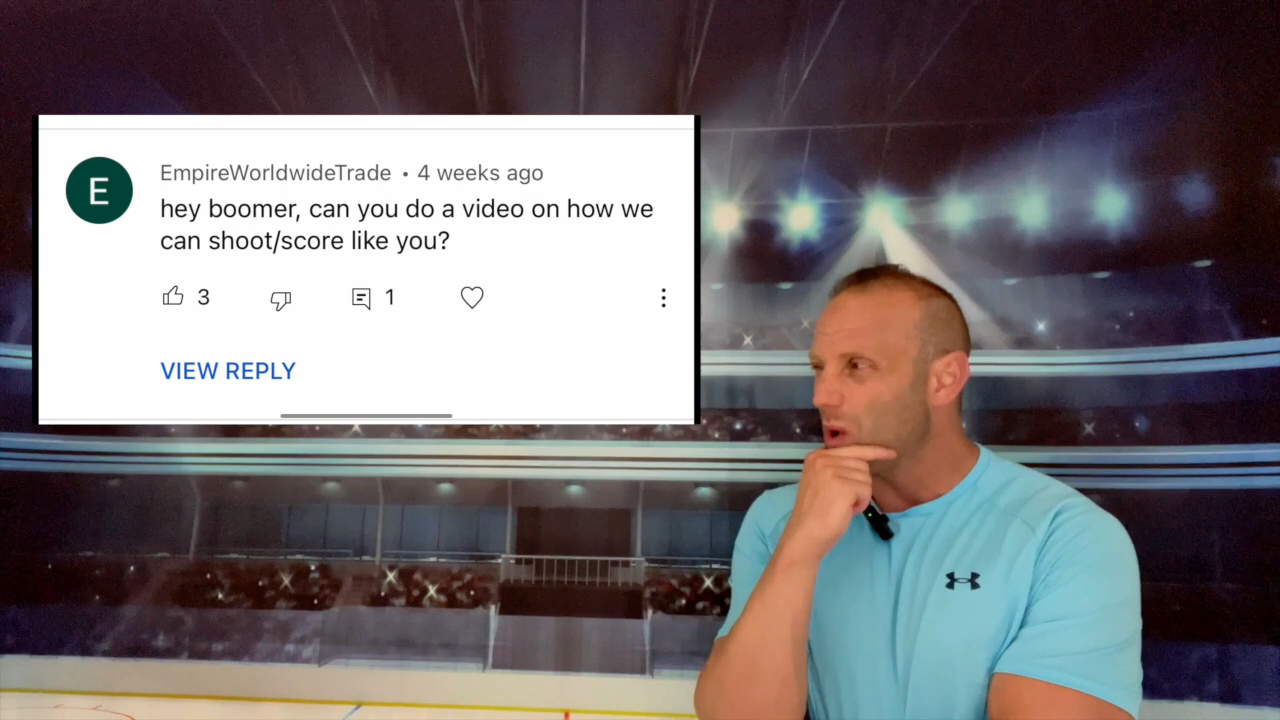 E
EmpireWorldwideTrade • 4 weeks ago
hey boomer, can you do a video on how we
can shoot/score like you?
3
1
VIEW REPLY